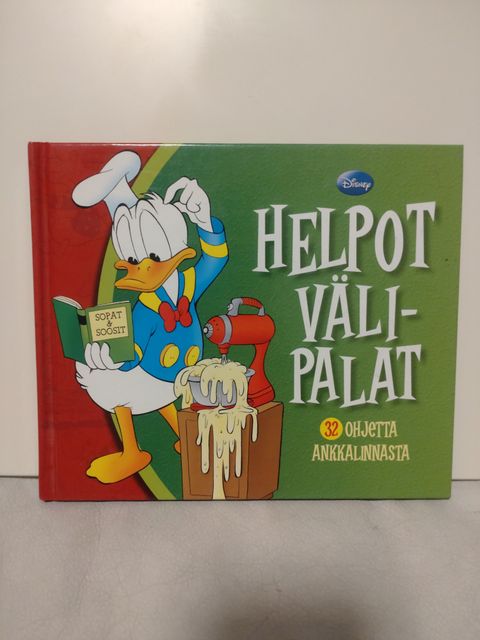 Disney
HELPOT
VÄLI-
PALAT
32 OHJETTA
ANKKALINNASTA
SOPAT
&
SOOSIT